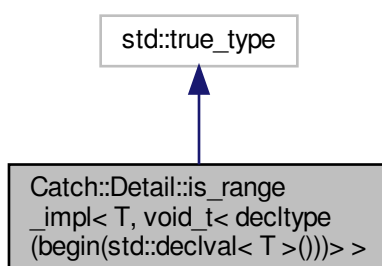 std::true_type
Catch::Detail::is_range
_impl< T, void_t< decltype
(begin(std::declval< T >()))> >